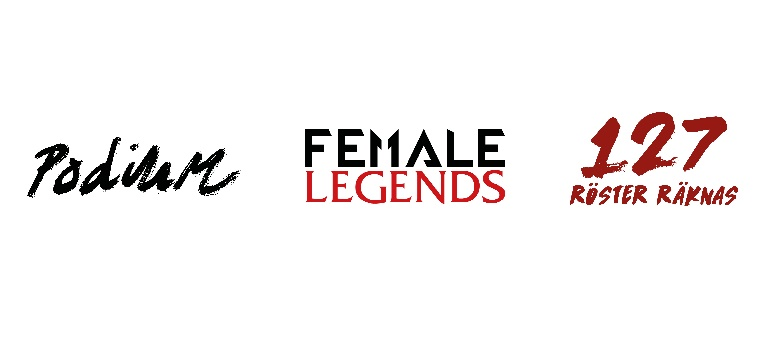 Podium
FEMALE
LEGENDS
127
RÖSTER RÄKNAS